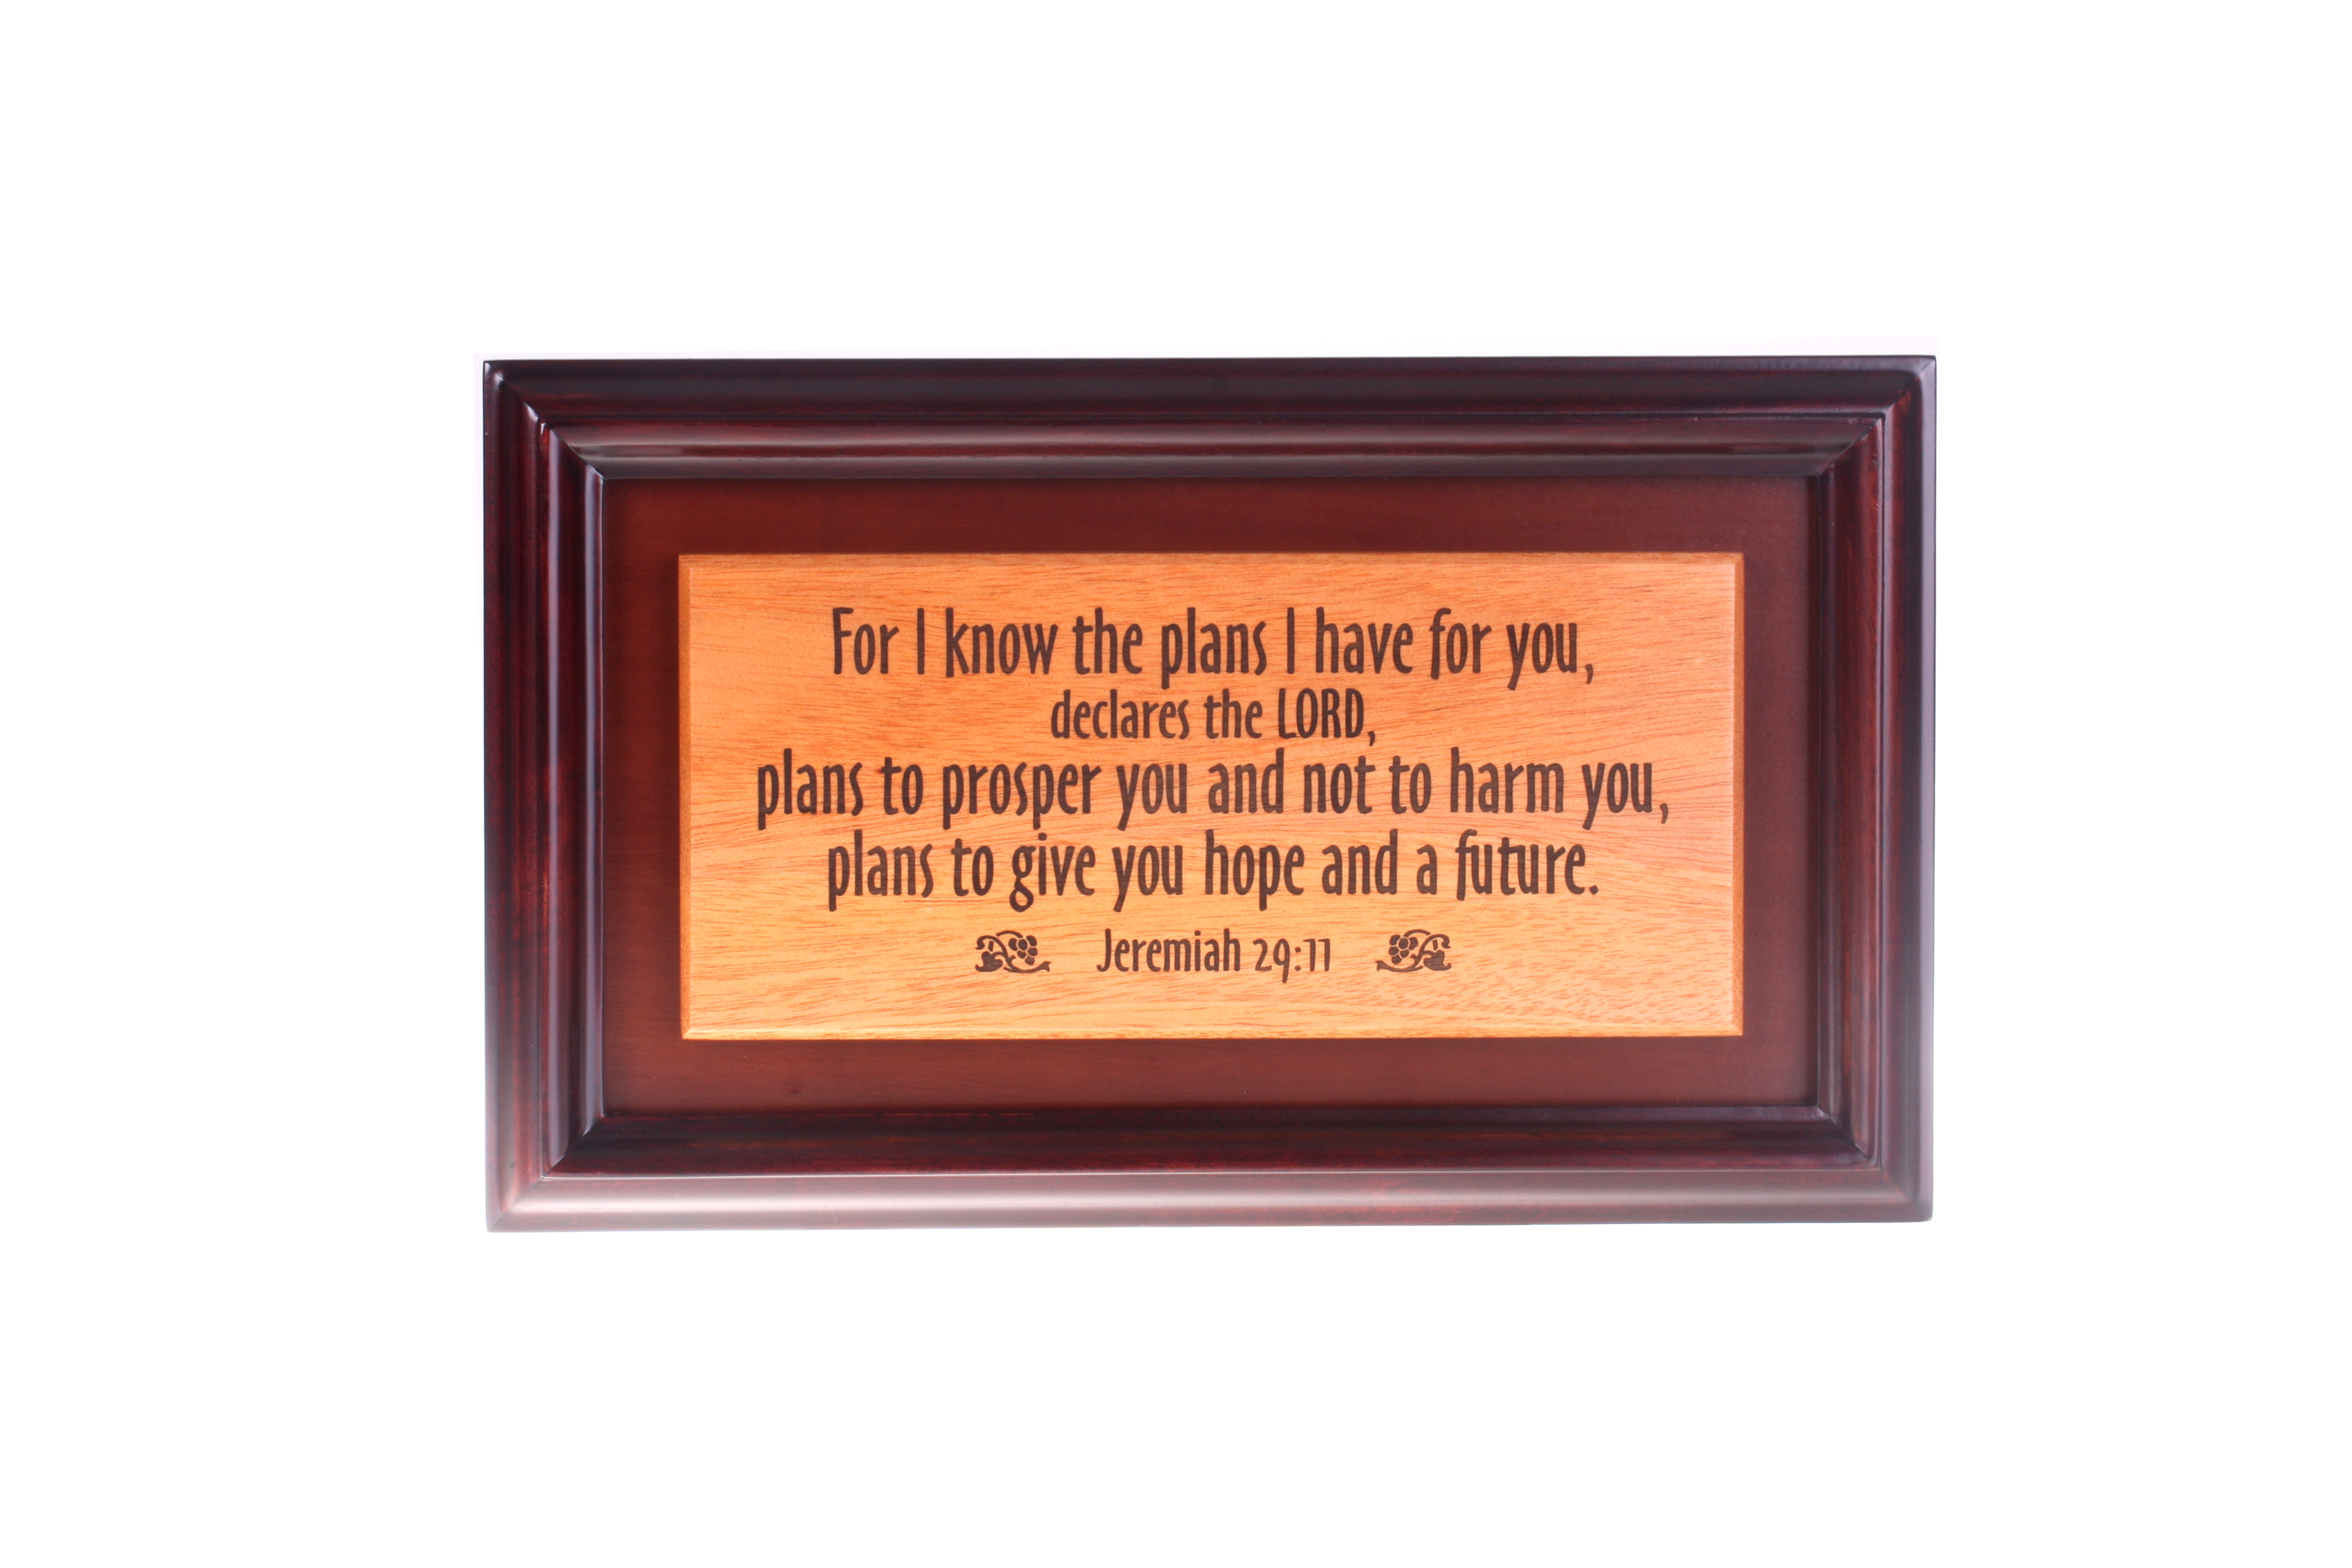 For I know the plans I have for you,
declares the LORD,
plans to prosper you and not to harm you,
plans to give you hope and a future.
Jeremiah 29:11